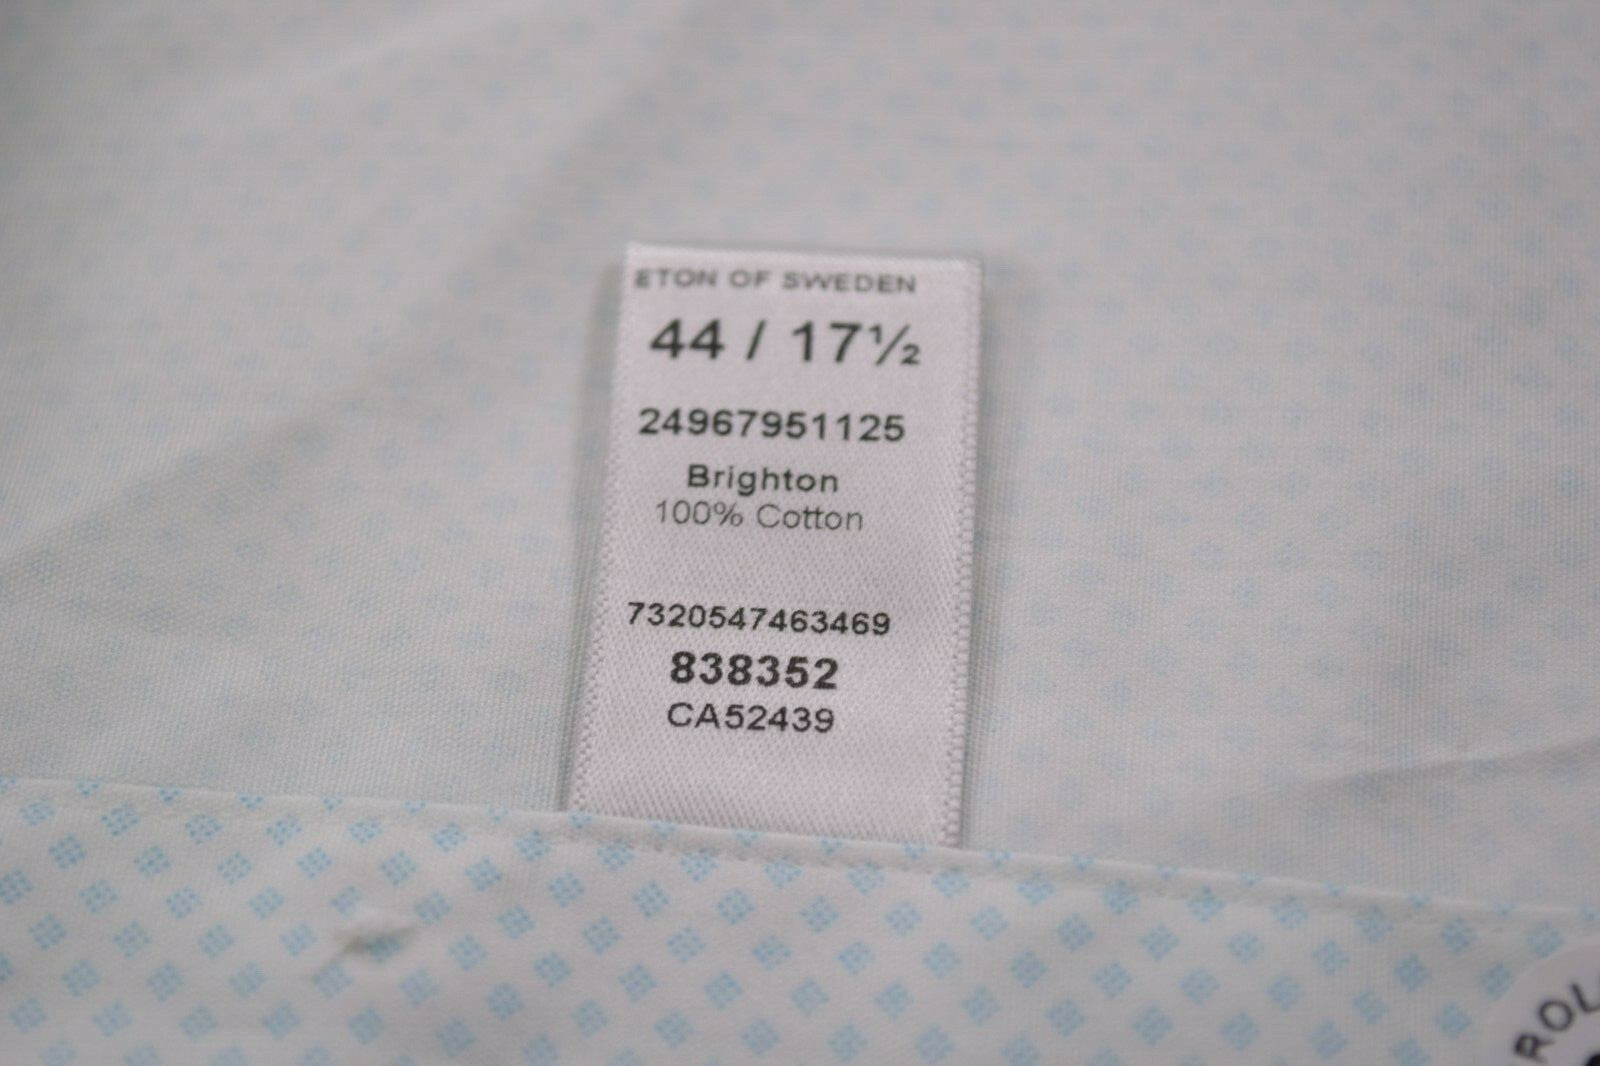 ETON OF SWEDEN
44 / 17½
24967951125
Brighton
100% Cotton
7320547463469
838352
CA52439